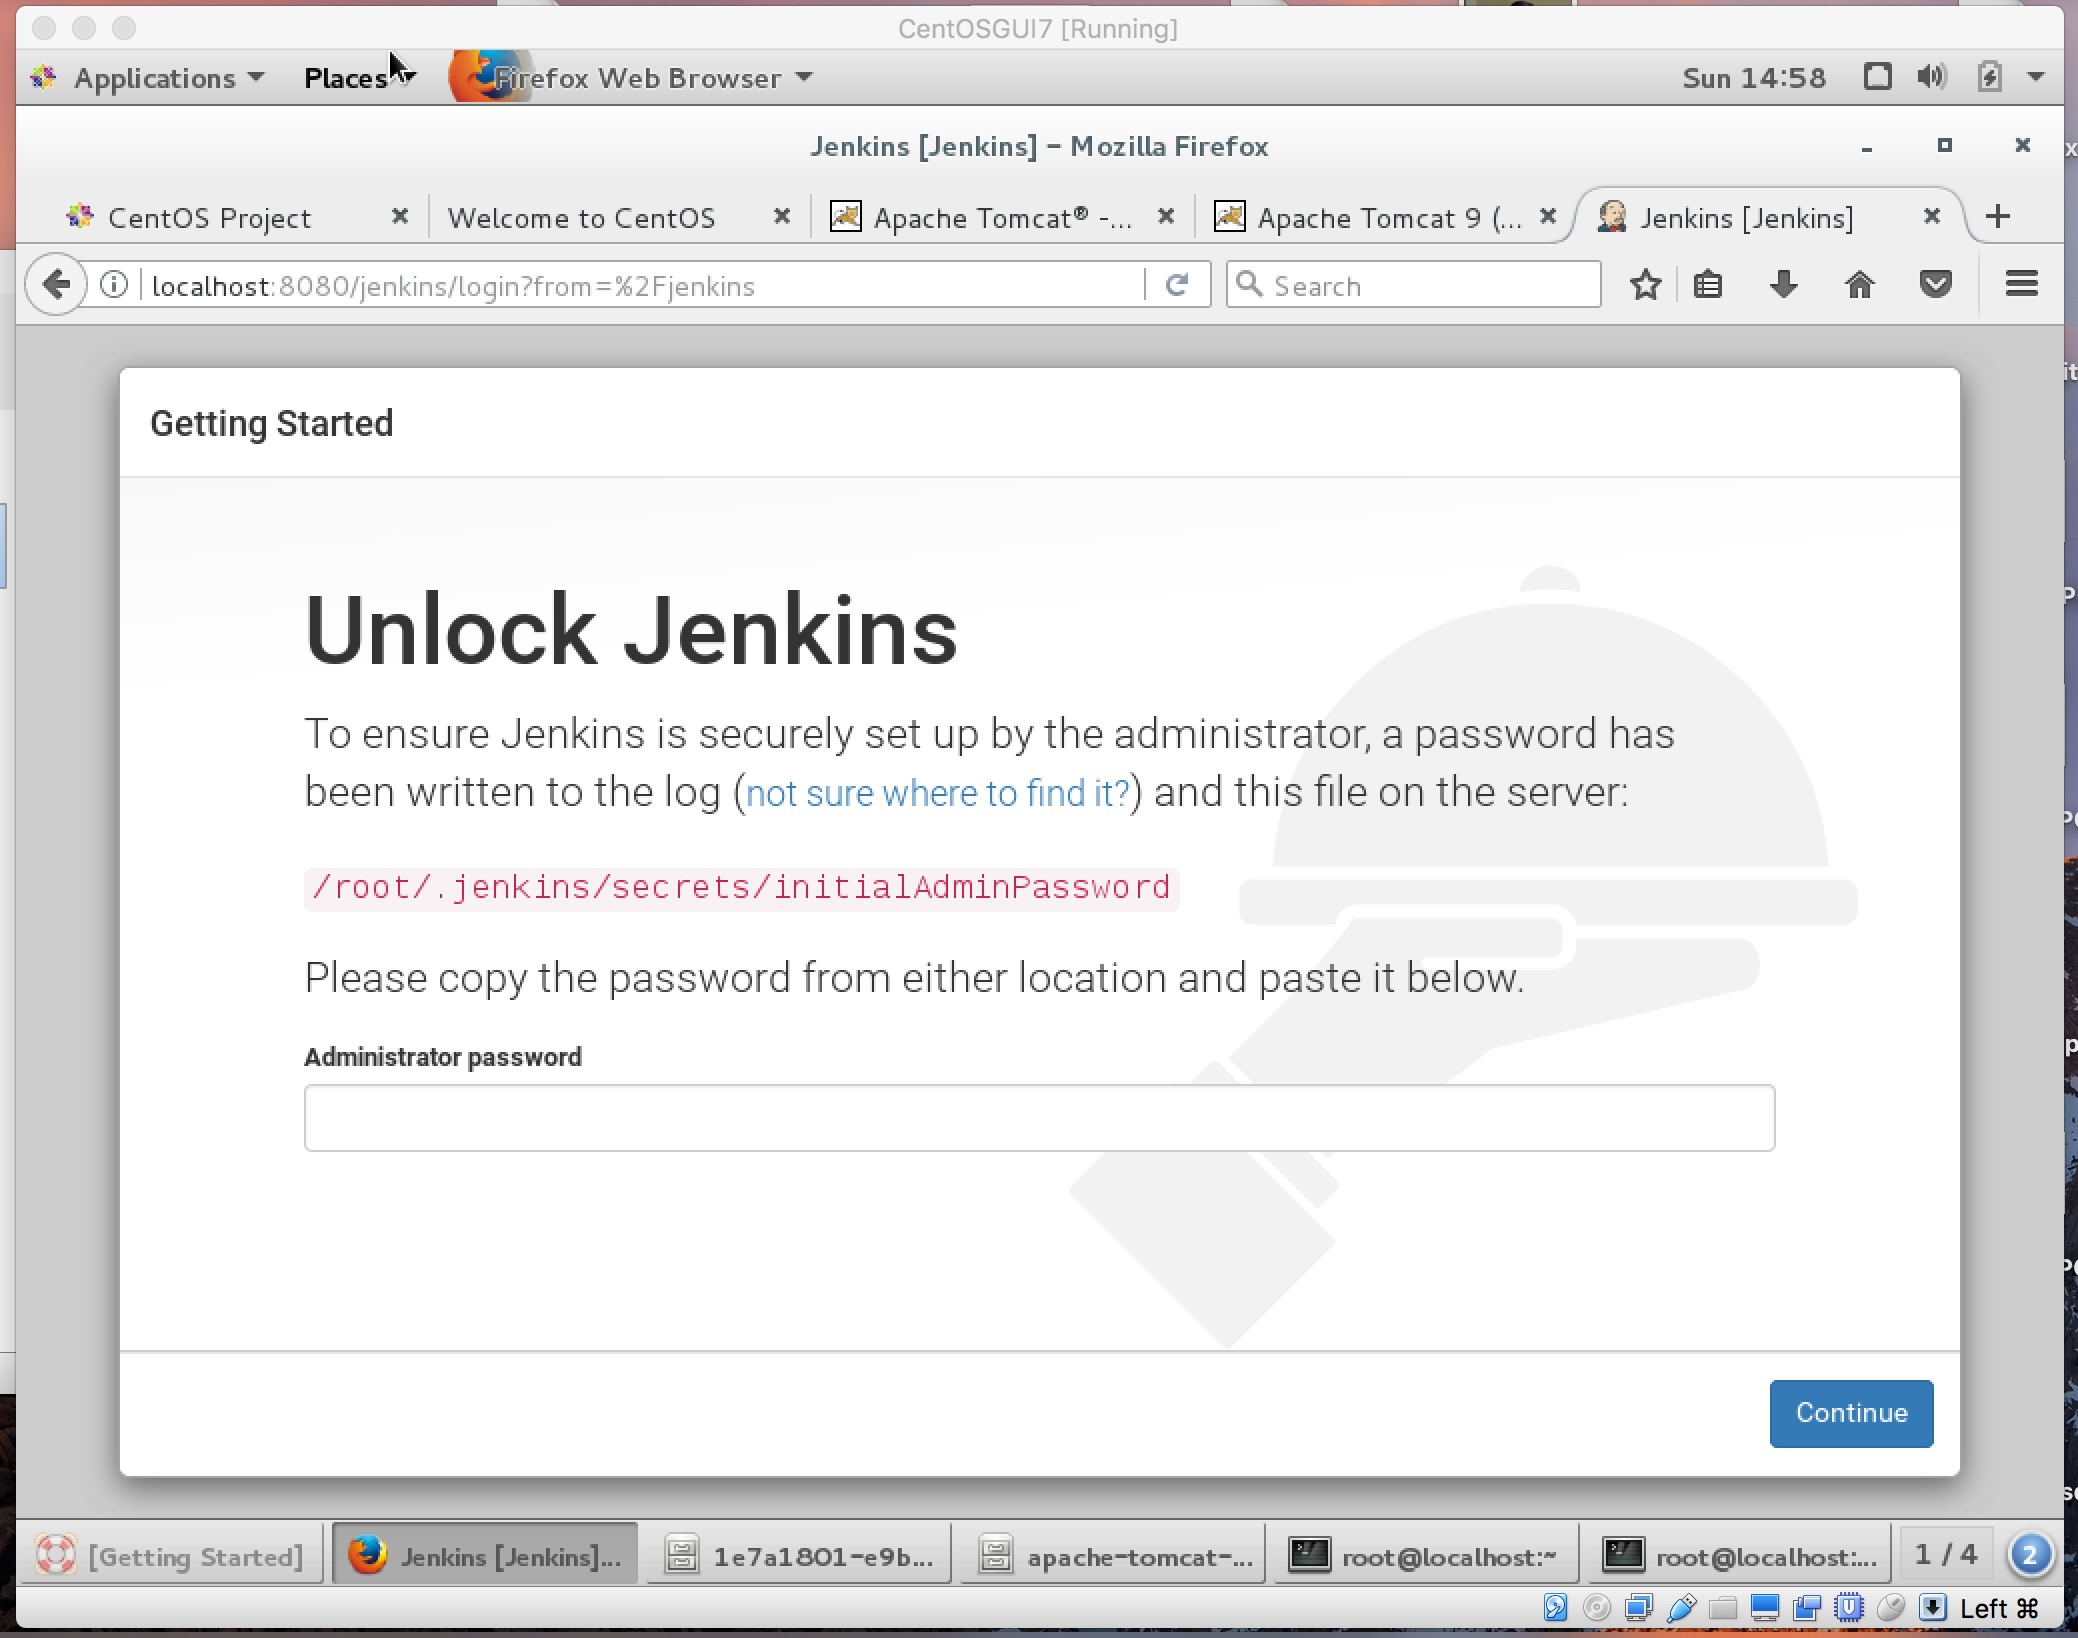 CentOSGUI7 [Running]
Applications Places Firefox Web Browser Sun 14:58
Jenkins [Jenkins] – Mozilla Firefox
CentOS Project Welcome to CentOS Apache Tomcat® -... Apache Tomcat 9 (... Jenkins [Jenkins]
localhost:8080/jenkins/login?from=%2Fjenkins Search
Getting Started
Unlock Jenkins
To ensure Jenkins is securely set up by the administrator, a password has
been written to the log (not sure where to find it?) and this file on the server:
/root/.jenkins/secrets/initialAdminPassword
Please copy the password from either location and paste it below.
Administrator password
Continue
[Getting Started] Jenkins [Jenkins]... 1e7a1801-e9b... apache-tomcat-... root@localhost:~ root@localhost:... 1 / 4 2
Left ⌘